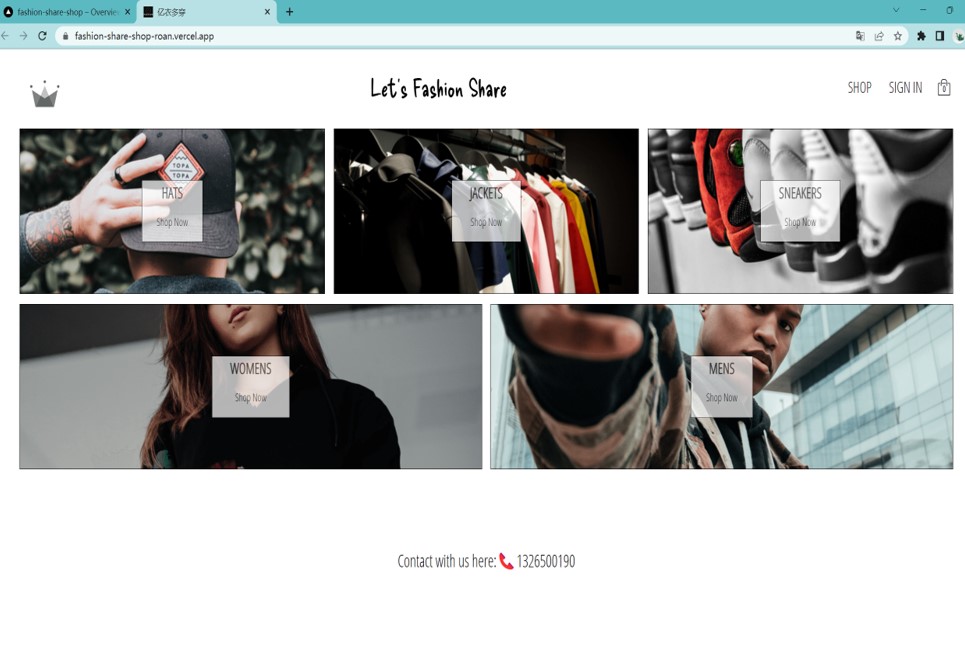 fashion-share-shop – Overvie
亿衣多穿
fashion-share-shop-roan.vercel.app
Let's Fashion Share
SHOP
SIGN IN
0
TOPA
TOPA
HATS
Shop Now
JACKETS
Shop Now
SNEAKERS
Shop Now
WOMENS
Shop Now
MENS
Shop Now
Contact with us here: 📞 1326500190